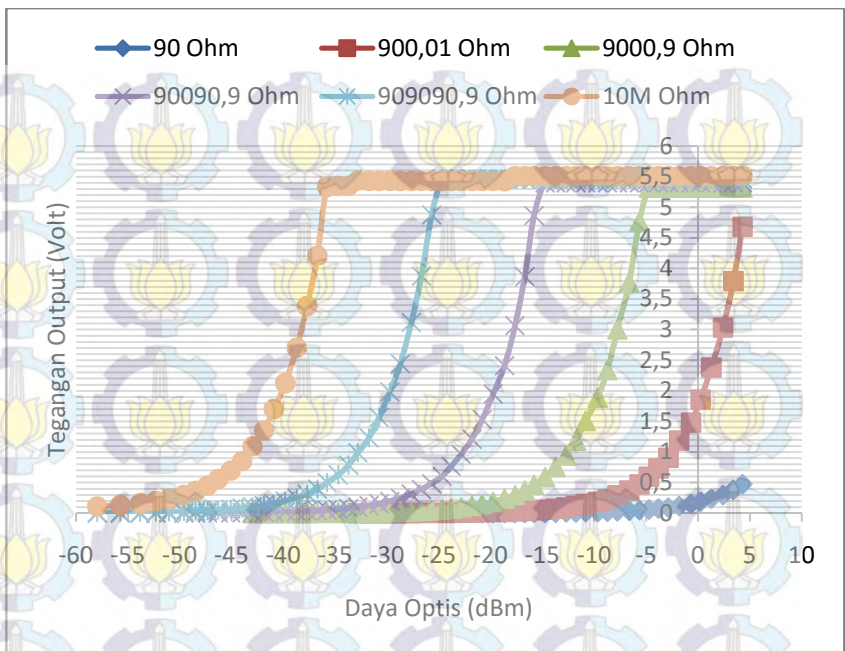 90 Ohm 900,01 Ohm 9000,9 Ohm
90090,9 Ohm 909090,9 Ohm 10M Ohm
6
5,5
5
4,5
4
3,5
3
2,5
2
1,5
1
0,5
0
Tegangan Output (Volt)
-60 -55 -50 -45 -40 -35 -30 -25 -20 -15 -10 -5 0 5 10
Daya Optis (dBm)